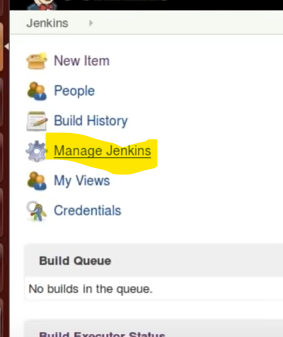 Jenkins
New Item
People
Build History
Manage Jenkins
My Views
Credentials
Build Queue
No builds in the queue.
Build Executor Status